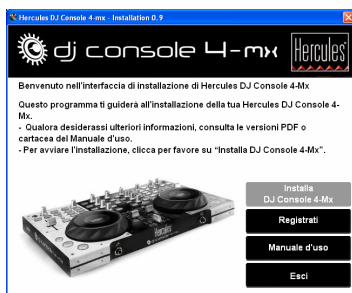 Hercules DJ Console 4-mx - Installation 0.9
dj console 4-mx Hercules
Benvenuto nell'interfaccia di installazione di Hercules DJ Console 4-Mx
Questo programma ti guiderà all'installazione della tua Hercules DJ Console 4-
Mx.
- Qualora desiderassi ulteriori informazioni, consulta le versioni PDF o
cartacea del Manuale d'uso.
- Per avviare l'installazione, clicca per favore su "Installa DJ Console 4-Mx".
Installa
DJ Console 4-Mx
Registrati
Manuale d'uso
Esci
Hercules